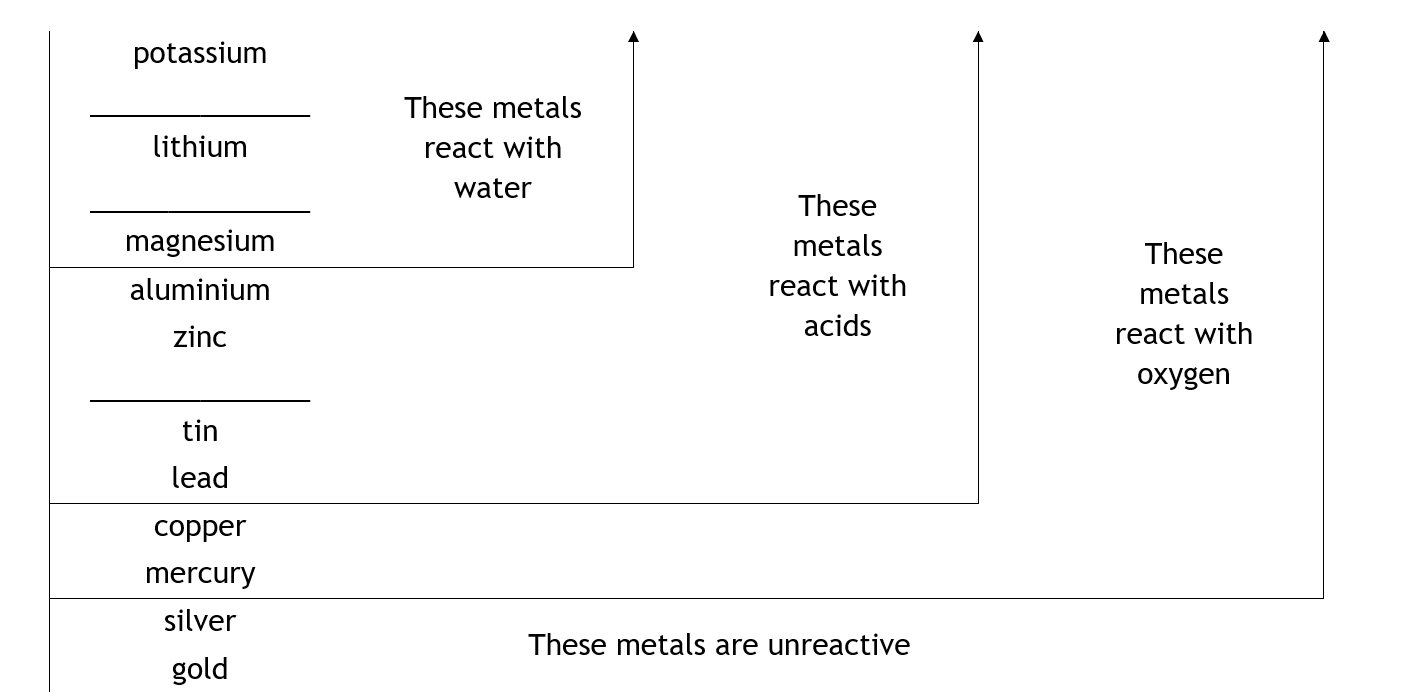 potassium
lithium
magnesium
aluminium
zinc
tin
lead
copper
mercury
silver
gold
These metals
react with
water
These
metals
react with
acids
These
metals
react with
oxygen
These metals are unreactive